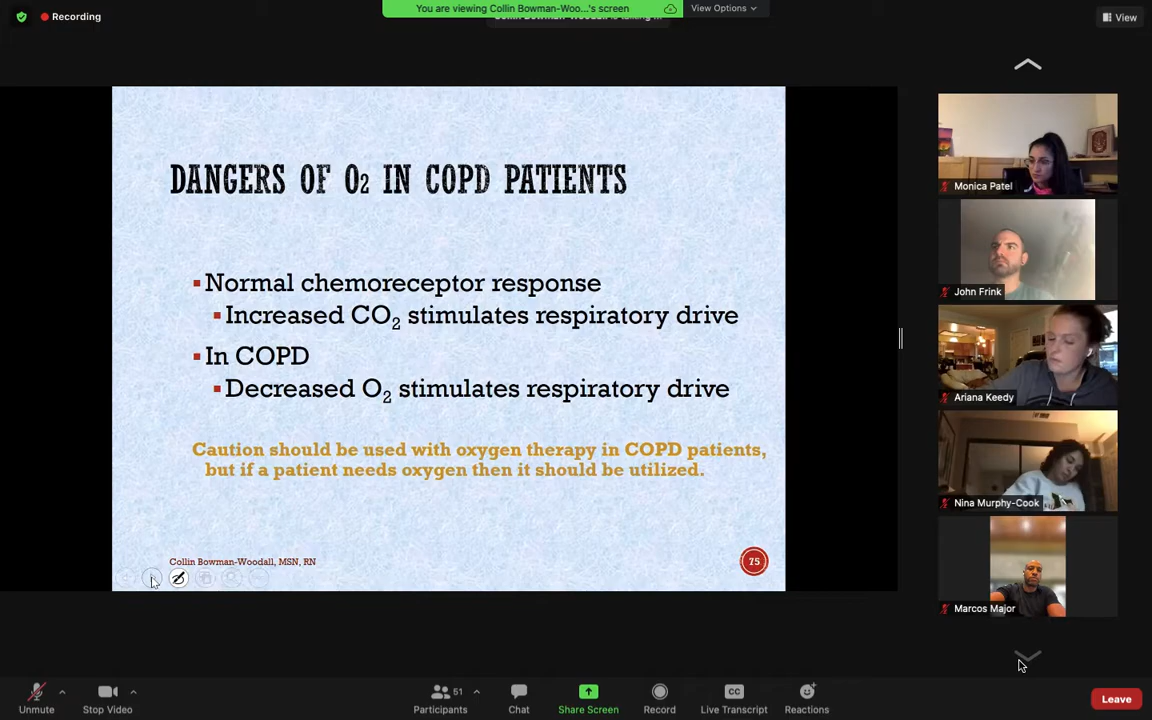 Recording
You are viewing Collin Bowman-Woo...'s screen
View Options
View
DANGERS OF O2 IN COPD PATIENTS
Normal chemoreceptor response
Increased CO2 stimulates respiratory drive
In COPD
Decreased O2 stimulates respiratory drive
Caution should be used with oxygen therapy in COPD patients,
but if a patient needs oxygen then it should be utilized.
Collin Bowman-Woodall, MSN, RN
75
Monica Patel
John Frink
Ariana Keedy
Nina Murphy-Cook
Marcos Major
Unmute
Stop Video
51
Participants
Chat
Share Screen
Record
CC
Live Transcript
Reactions
Leave